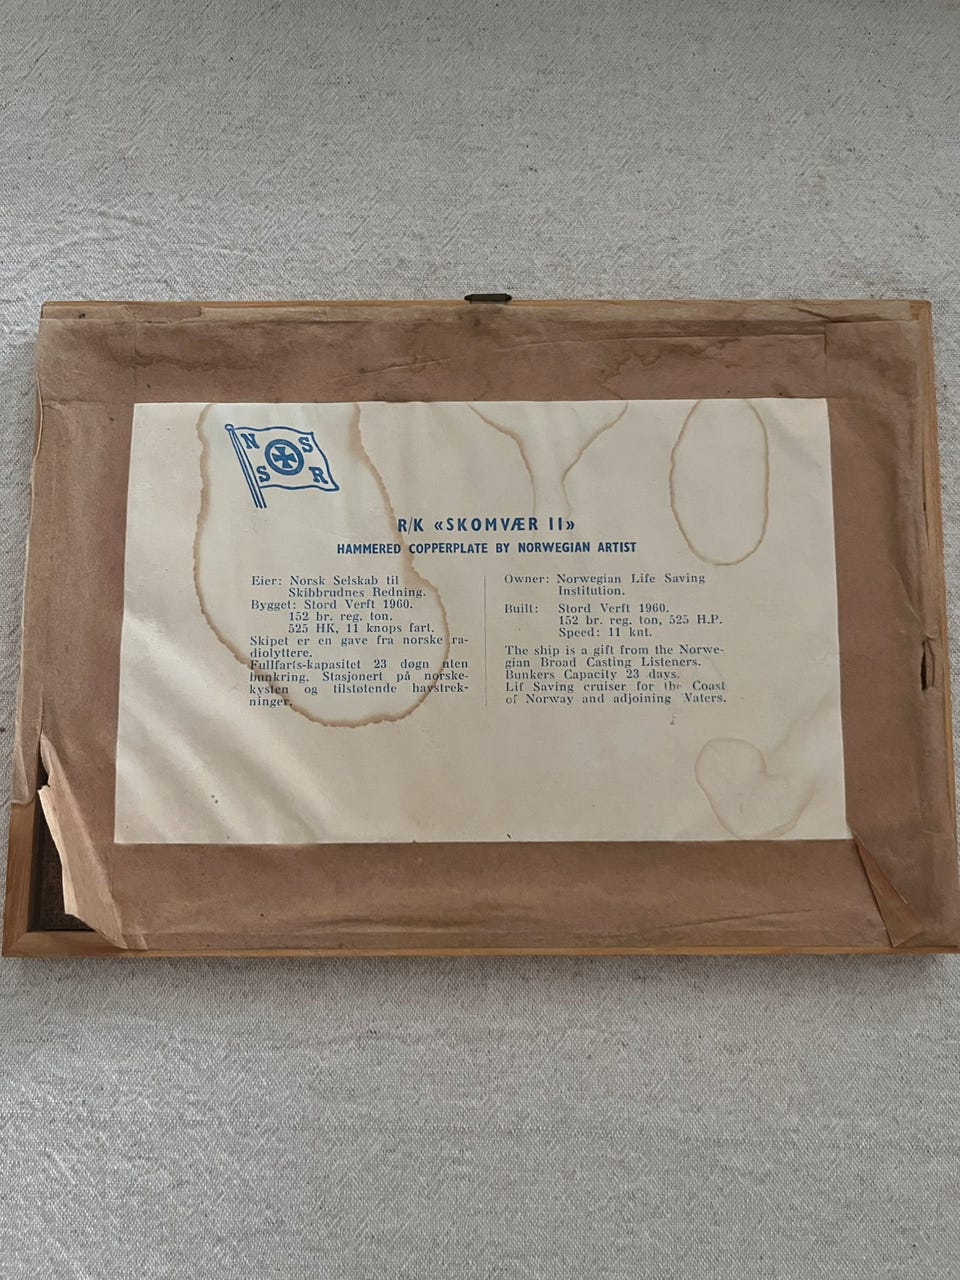 N S
S R
R/K «SKOMVÆR II»
HAMMERED COPPERPLATE BY NORWEGIAN ARTIST
Eier: Norsk Selskab til
Skibbrudnes Redning.
Bygget: Stord Verft 1960.
152 br. reg. ton.
525 HK, 11 knops fart.
Skipet er en gave fra norske ra-
diolyttere.
Fullfarts-kapasitet 23 døgn uten
bunkring. Stasjonert på norske-
kysten og tilstøtende havstrek-
ninger.
Owner: Norwegian Life Saving
Institution.
Built: Stord Verft 1960.
152 br. reg. ton, 525 H.P.
Speed: 11 knt.
The ship is a gift from the Norwe-
gian Broad Casting Listeners.
Bunkers Capacity 23 days.
Lif Saving cruiser for the Coast
of Norway and adjoining Waters.